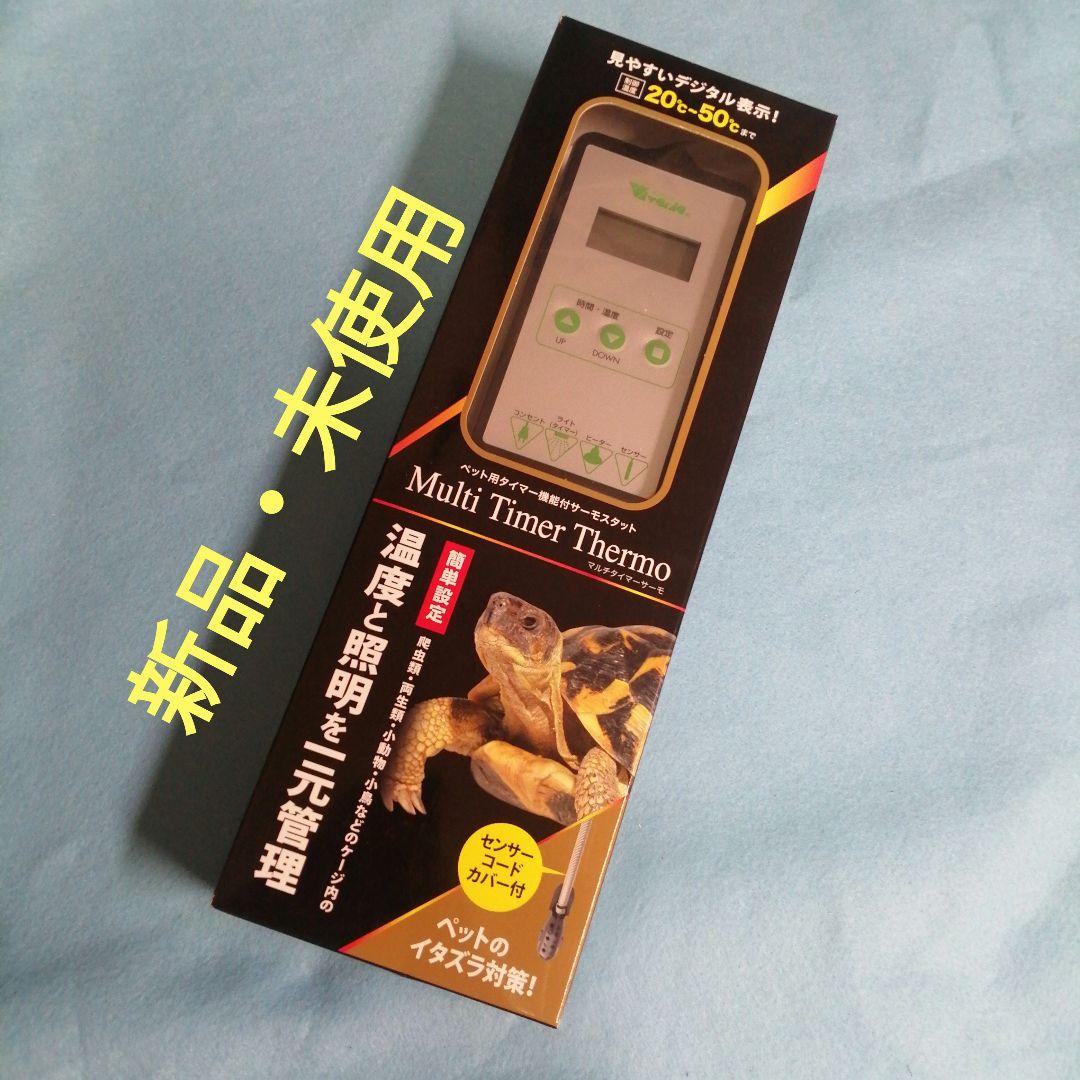 見やすいデジタル表示!
制御温度
20℃~50℃まで
時間・温度
設定
UP
DOWN
コンセント
ライト
(タイマー)
ヒーター
センサー
ペット用タイマー機能付サーモスタット
Multi Timer Thermo
マルチタイマーサーモ
簡単設定
爬虫類・両生類・小動物・小鳥などのケージ内の
温度と照明を一元管理
センサー
コード
カバー付
ペットの
イタズラ対策!
新品・未使用